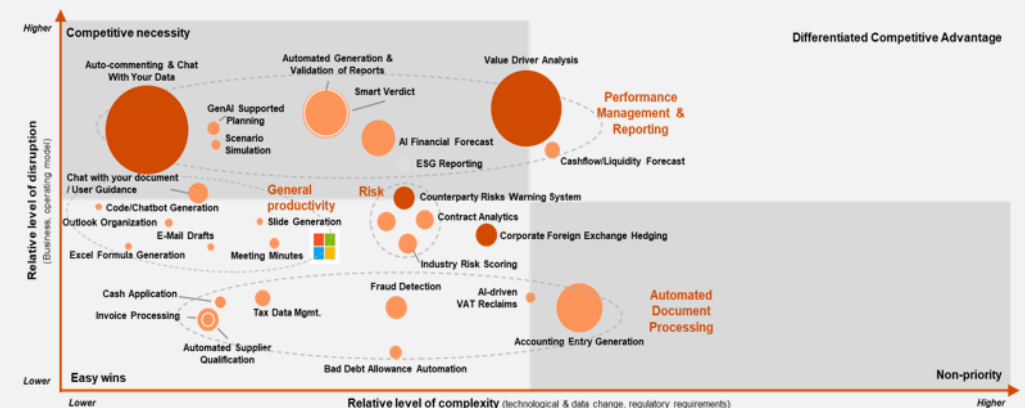 Higher
Competitive necessity
Differentiated Competitive Advantage
Auto-commenting & Chat
With Your Data
Automated Generation &
Validation of Reports
Smart Verdict
Value Driver Analysis
GenAI Supported
Planning
Scenario
Simulation
AI Financial Forecast
ESG Reporting
Performance
Management &
Reporting
Cashflow/Liquidity Forecast
Chat with your document
/ User Guidance
General
productivity
Risk
Counterparty Risks Warning System
Code/Chatbot Generation
Outlook Organization
Slide Generation
Contract Analytics
E-Mail Drafts
Corporate Foreign Exchange Hedging
Excel Formula Generation
Meeting Minutes
Industry Risk Scoring
Relative level of disruption
(Business, operating model)
Cash Application
Invoice Processing
Tax Data Mgmt.
Fraud Detection
AI-driven
VAT Reclaims
Automated
Document
Processing
Automated Supplier
Qualification
Accounting Entry Generation
Bad Debt Allowance Automation
Lower
Easy wins
Non-priority
Lower
Relative level of complexity (technological & data change, regulatory requirements)
Higher